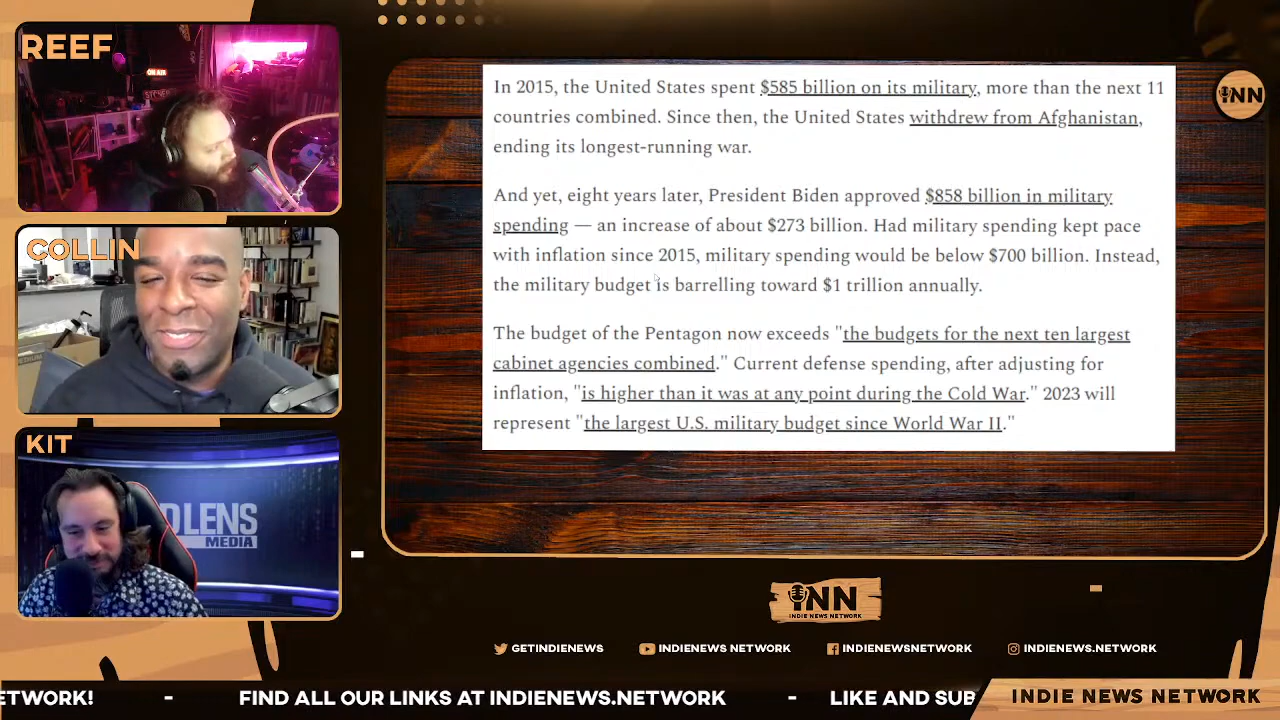 REEF
ON AIR
COLLIN
KIT
DLENS
MEDIA
In 2015, the United States spent $585 billion on its military, more than the next 11
countries combined. Since then, the United States withdrew from Afghanistan,
ending its longest-running war.
And yet, eight years later, President Biden approved $858 billion in military
spending — an increase of about $273 billion. Had military spending kept pace
with inflation since 2015, military spending would be below $700 billion. Instead,
the military budget is barrelling toward $1 trillion annually.
The budget of the Pentagon now exceeds "the budgets for the next ten largest
cabinet agencies combined." Current defense spending, after adjusting for
inflation, "is higher than it was at any point during the Cold War." 2023 will
represent "the largest U.S. military budget since World War II."
INN
INN
INDIE NEWS NETWORK
GETINDIENEWS
INDIENEWS NETWORK
INDIENEWSNETWORK
INDIENEWS.NETWORK
ETWORK! - FIND ALL OUR LINKS AT INDIENEWS.NETWORK - LIKE AND SUB
INDIE NEWS NETWORK